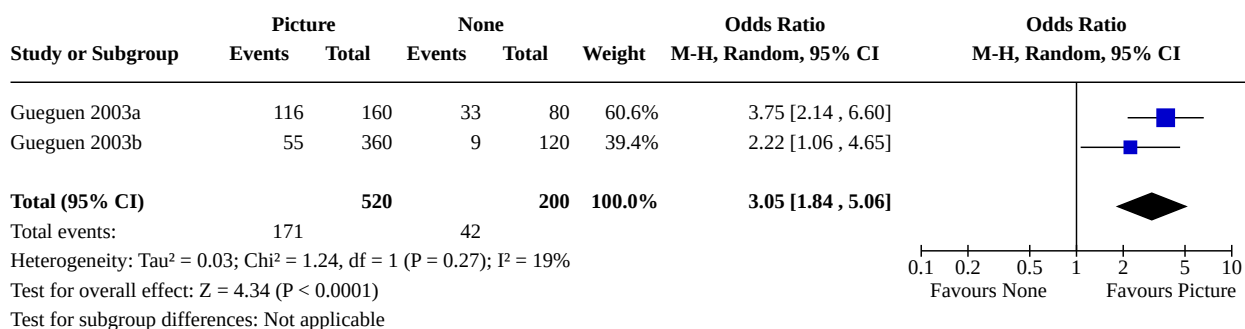 Picture None Odds Ratio Odds Ratio
Study or Subgroup Events Total Events Total Weight M-H, Random, 95% CI M-H, Random, 95% CI
Gueguen 2003a 116 160 33 80 60.6% 3.75 [2.14 , 6.60]
Gueguen 2003b 55 360 9 120 39.4% 2.22 [1.06 , 4.65]
Total (95% CI) 520 200 100.0% 3.05 [1.84 , 5.06]
Total events: 171 42
Heterogeneity: Tau² = 0.03; Chi² = 1.24, df = 1 (P = 0.27); I² = 19%
0.1 0.2 0.5 1 2 5 10
Test for overall effect: Z = 4.34 (P < 0.0001) Favours None Favours Picture
Test for subgroup differences: Not applicable